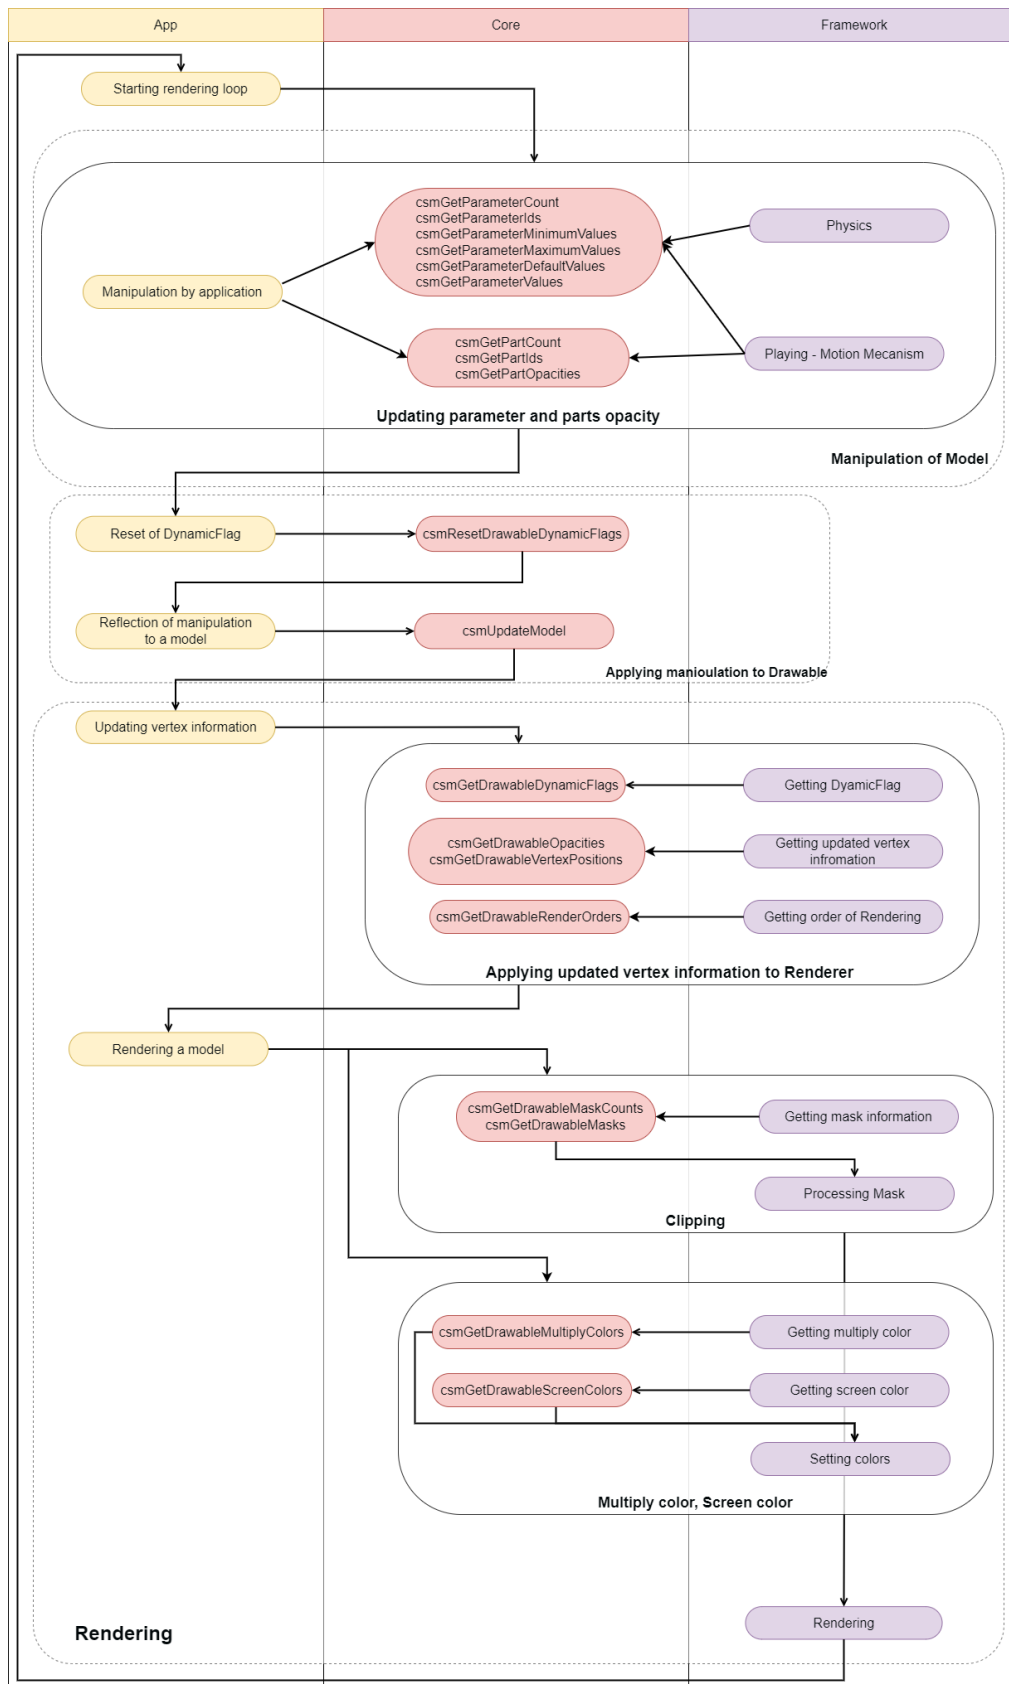 App
Core
Framework
Starting rendering loop
csmGetParameterCount
csmGetParameterIds
csmGetParameterMinimumValues
csmGetParameterMaximumValues
csmGetParameterDefaultValues
csmGetParameterValues
Physics
Manipulation by application
csmGetPartCount
csmGetPartIds
csmGetPartOpacities
Playing - Motion Mecanism
Updating parameter and parts opacity
Manipulation of Model
Reset of DynamicFlag
csmResetDrawableDynamicFlags
Reflection of manipulation
to a model
csmUpdateModel
Applying manioulation to Drawable
Updating vertex information
csmGetDrawableDynamicFlags
Getting DyamicFlag
csmGetDrawableOpacities
csmGetDrawableVertexPositions
Getting updated vertex
infromation
csmGetDrawableRenderOrders
Getting order of Rendering
Applying updated vertex information to Renderer
Rendering a model
csmGetDrawableMaskCounts
csmGetDrawableMasks
Getting mask information
Processing Mask
Clipping
csmGetDrawableMultiplyColors
Getting multiply color
csmGetDrawableScreenColors
Getting screen color
Setting colors
Multiply color, Screen color
Rendering
Rendering